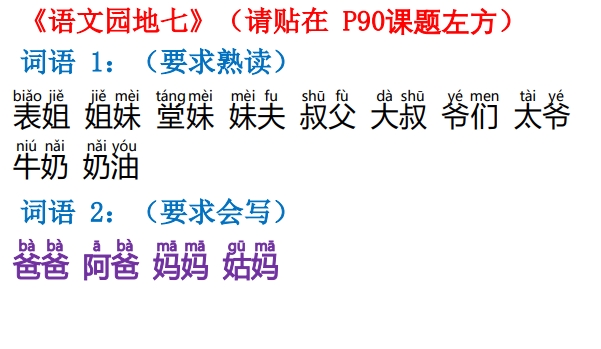 《语文园地七》（请贴在 P90课题左方）
词语 1：（要求熟读）
biǎo jiě jiě mèi táng mèi mèi fu shū fù dà shū yé men tài yé
表姐 姐妹 堂妹 妹夫 叔父 大叔 爷们 太爷
niú nǎi nǎi yóu
牛奶 奶油
词语 2：（要求会写）
bà bà ā bà mā mā gū mā
爸爸 阿爸 妈妈 姑妈